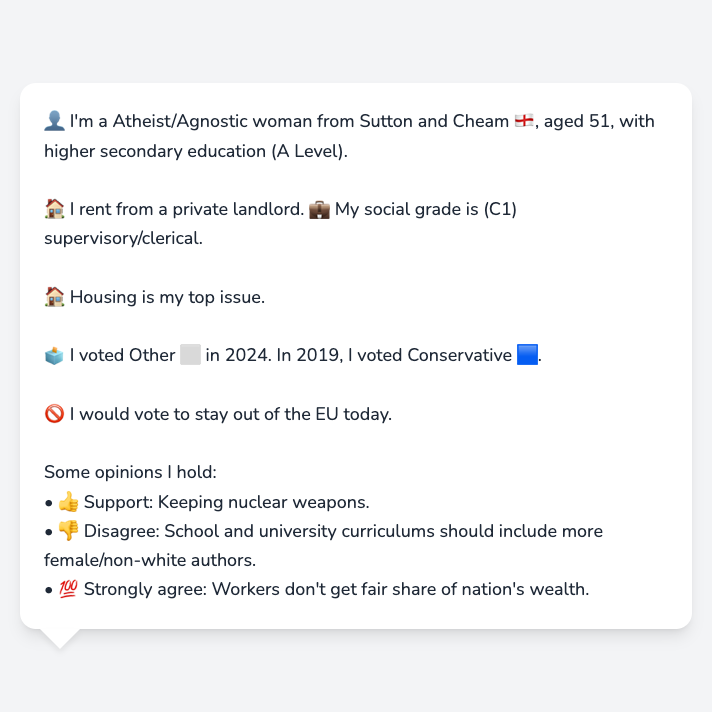 👤 I'm a Atheist/Agnostic woman from Sutton and Cheam 🏴󠁧󠁢󠁥󠁮󠁧󠁿, aged 51, with
higher secondary education (A Level).
🏠 I rent from a private landlord. 💼 My social grade is (C1)
supervisory/clerical.
🏠 Housing is my top issue.
🗳️ I voted Other ⬜ in 2024. In 2019, I voted Conservative 🟦.
🚫 I would vote to stay out of the EU today.
Some opinions I hold:
• 👍 Support: Keeping nuclear weapons.
• 👎 Disagree: School and university curriculums should include more
female/non-white authors.
• 💯 Strongly agree: Workers don't get fair share of nation's wealth.